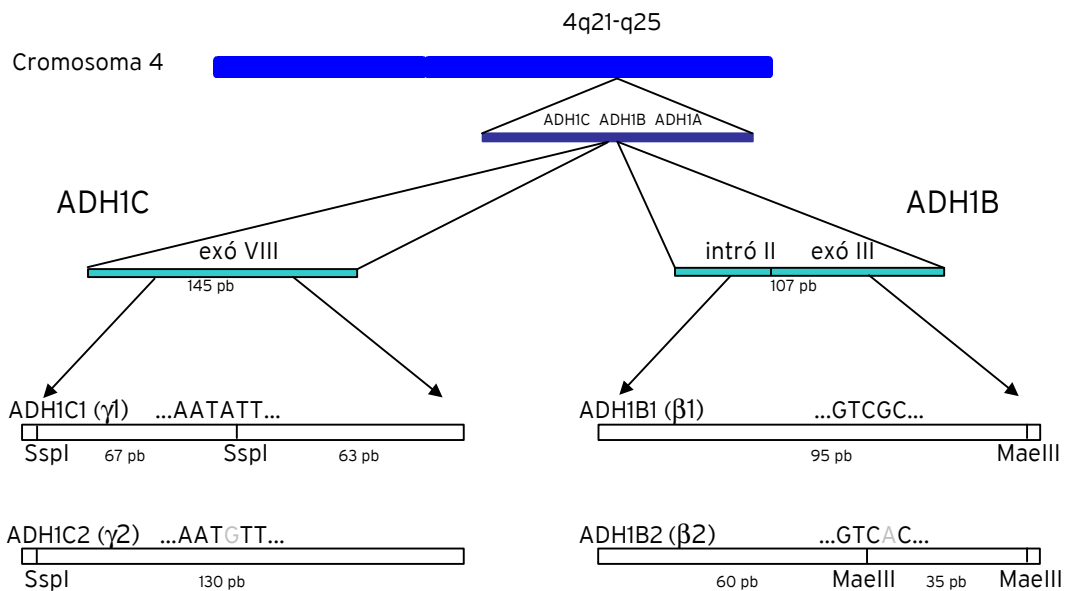 4q21-q25
Cromosoma 4
ADH1C ADH1B ADH1A
ADH1C
ADH1B
exó VIII
145 pb
intró II exó III
107 pb
ADH1C1 (γ1) ...AATATT...
SspI 67 pb SspI 63 pb
ADH1B1 (β1) ...GTCGC...
95 pb MaeIII
ADH1C2 (γ2) ...AATGTT...
SspI 130 pb
ADH1B2 (β2) ...GTCAC...
60 pb MaeIII 35 pb MaeIII